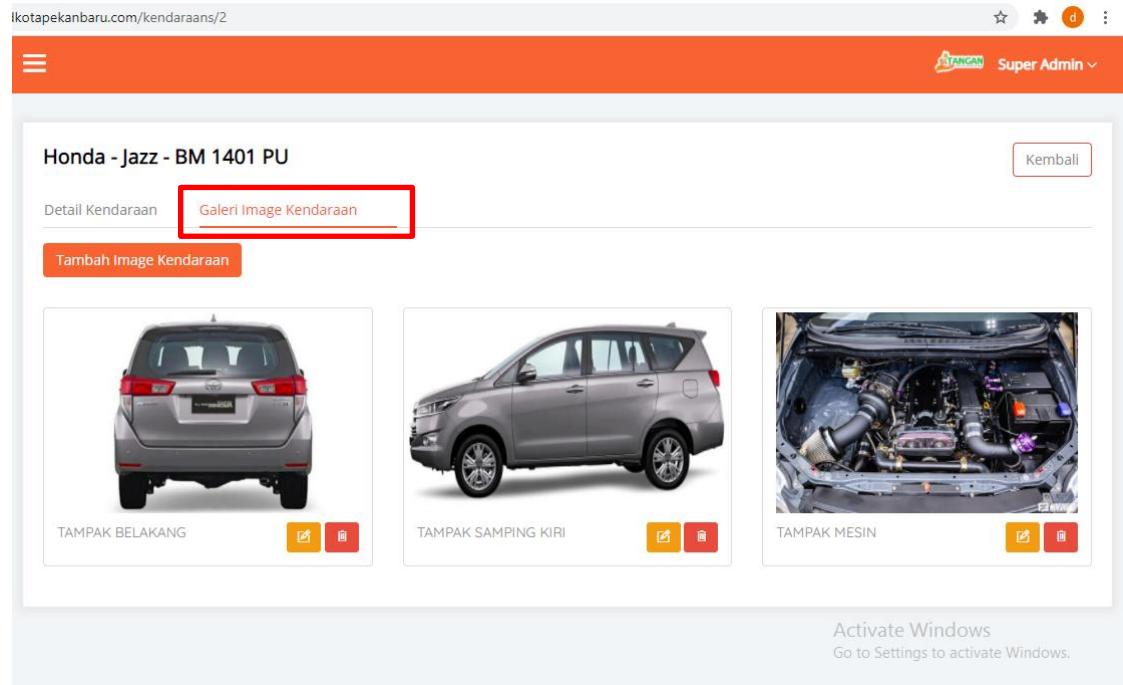 lkotapekanbaru.com/kendaraans/2
d
TANGAN
Super Admin
Honda - Jazz - BM 1401 PU
Kembali
Detail Kendaraan
Galeri Image Kendaraan
Tambah Image Kendaraan
TAMPAK BELAKANG
TAMPAK SAMPING KIRI
TAMPAK MESIN
Activate Windows
Go to Settings to activate Windows.